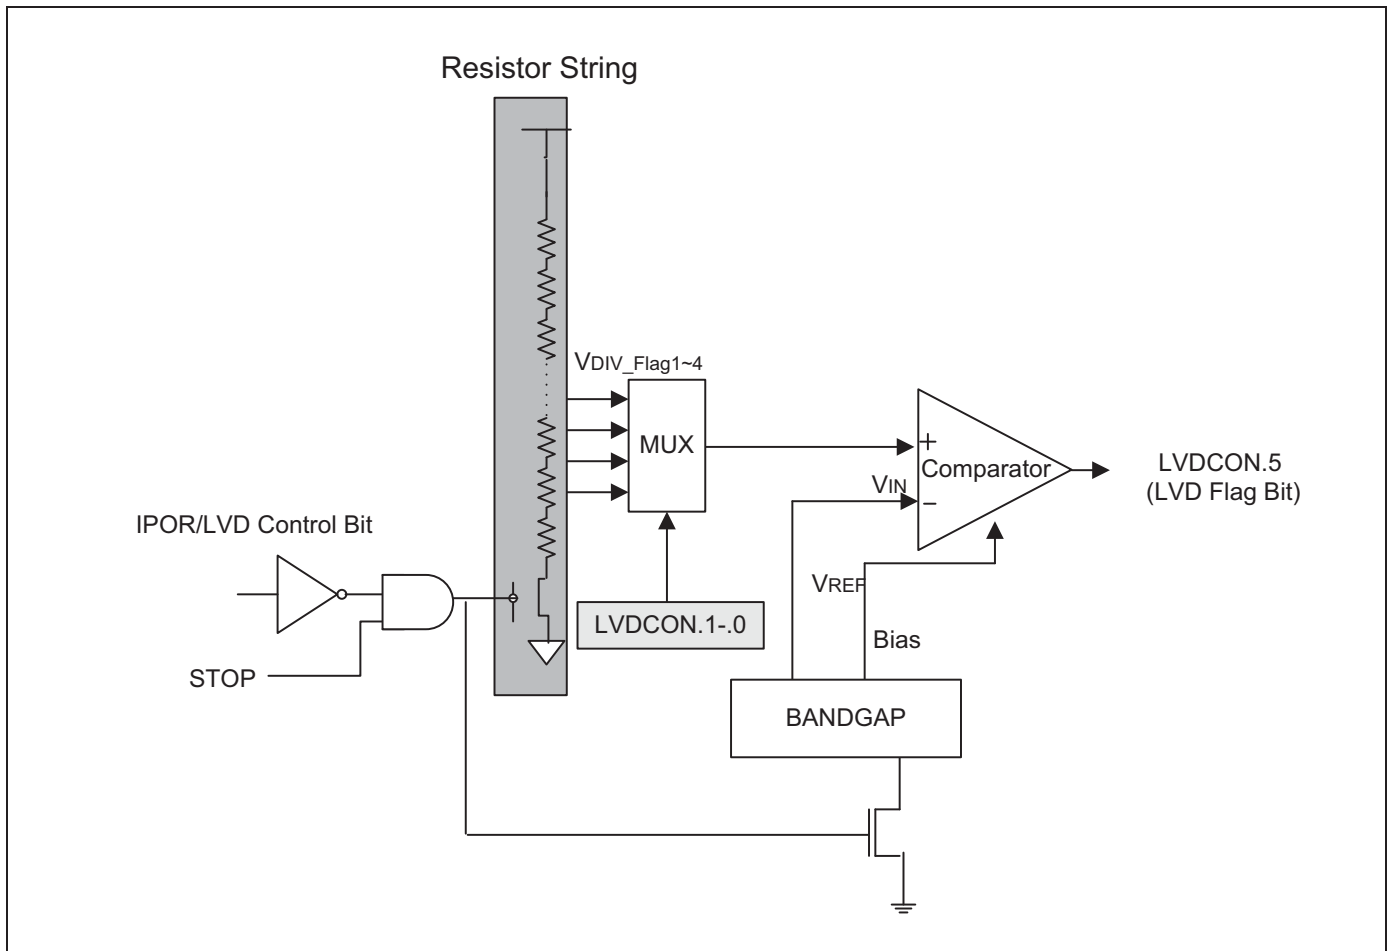 Resistor String
VDIV_Flag1~4
MUX
+
Comparator
VIN
−
LVDCON.5
(LVD Flag Bit)
IPOR/LVD Control Bit
STOP
LVDCON.1-.0
VREF
Bias
BANDGAP